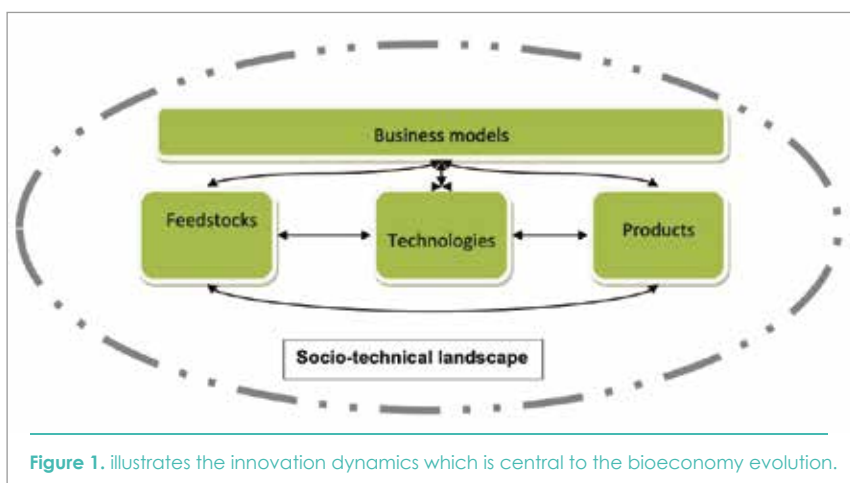 Business models
Feedstocks
Technologies
Products
Socio-technical landscape
Figure 1. illustrates the innovation dynamics which is central to the bioeconomy evolution.